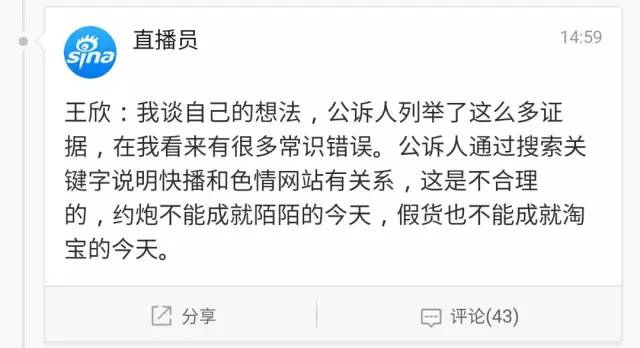 直播员
14:59
sina
王欣：我谈自己的想法，公诉人列举了这么多证
据，在我看来有很多常识错误。公诉人通过搜索关
键字说明快播和色情网站有关系，这是不合理
的，约炮不能成就陌陌的今天，假货也不能成就淘
宝的今天。
分享
评论(43)